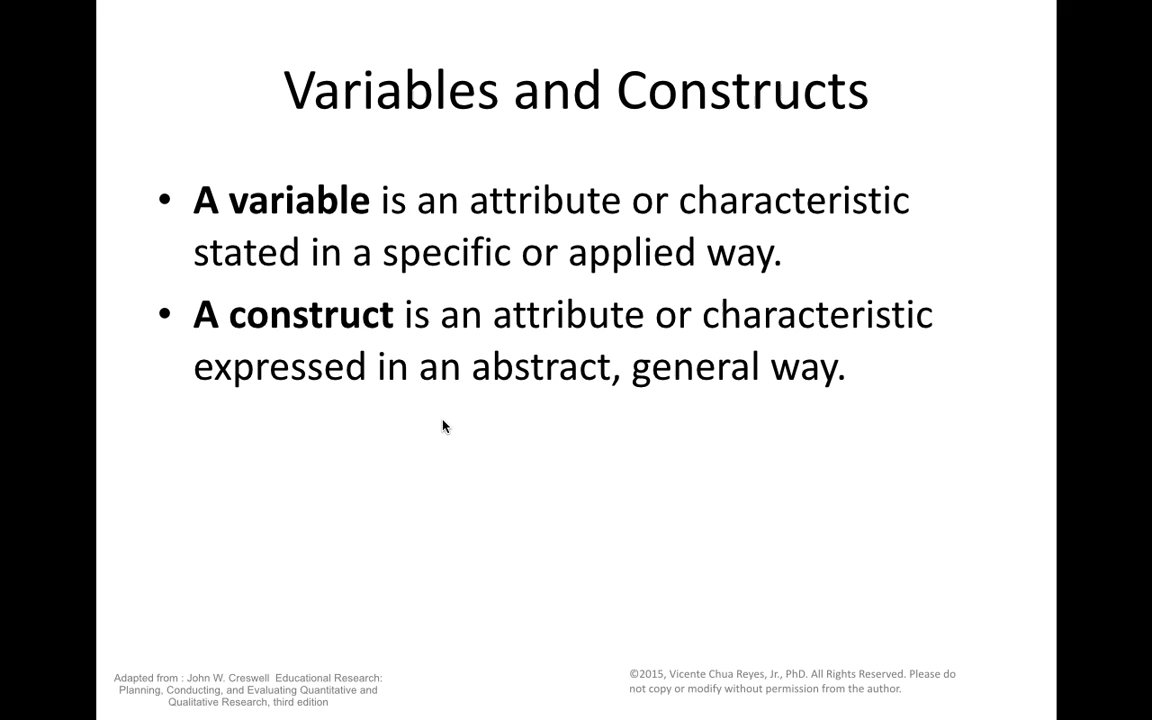 Variables and Constructs
• A variable is an attribute or characteristic
stated in a specific or applied way.
• A construct is an attribute or characteristic
expressed in an abstract, general way.
Adapted from : John W. Creswell Educational Research:
Planning, Conducting, and Evaluating Quantitative and
Qualitative Research, third edition
©2015, Vicente Chua Reyes, Jr., PhD. All Rights Reserved. Please do
not copy or modify without permission from the author.